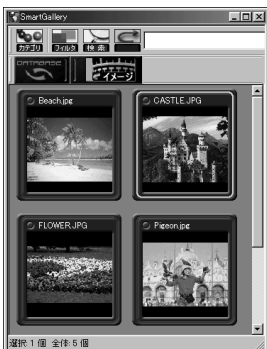 SmartGallery
カテゴリ フィルタ 検 索
DATABASE イメージ
Beach.jpg CASTLE.JPG
FLOWER.JPG Pigeon.jpg
選択: 1 個 全体: 5 個